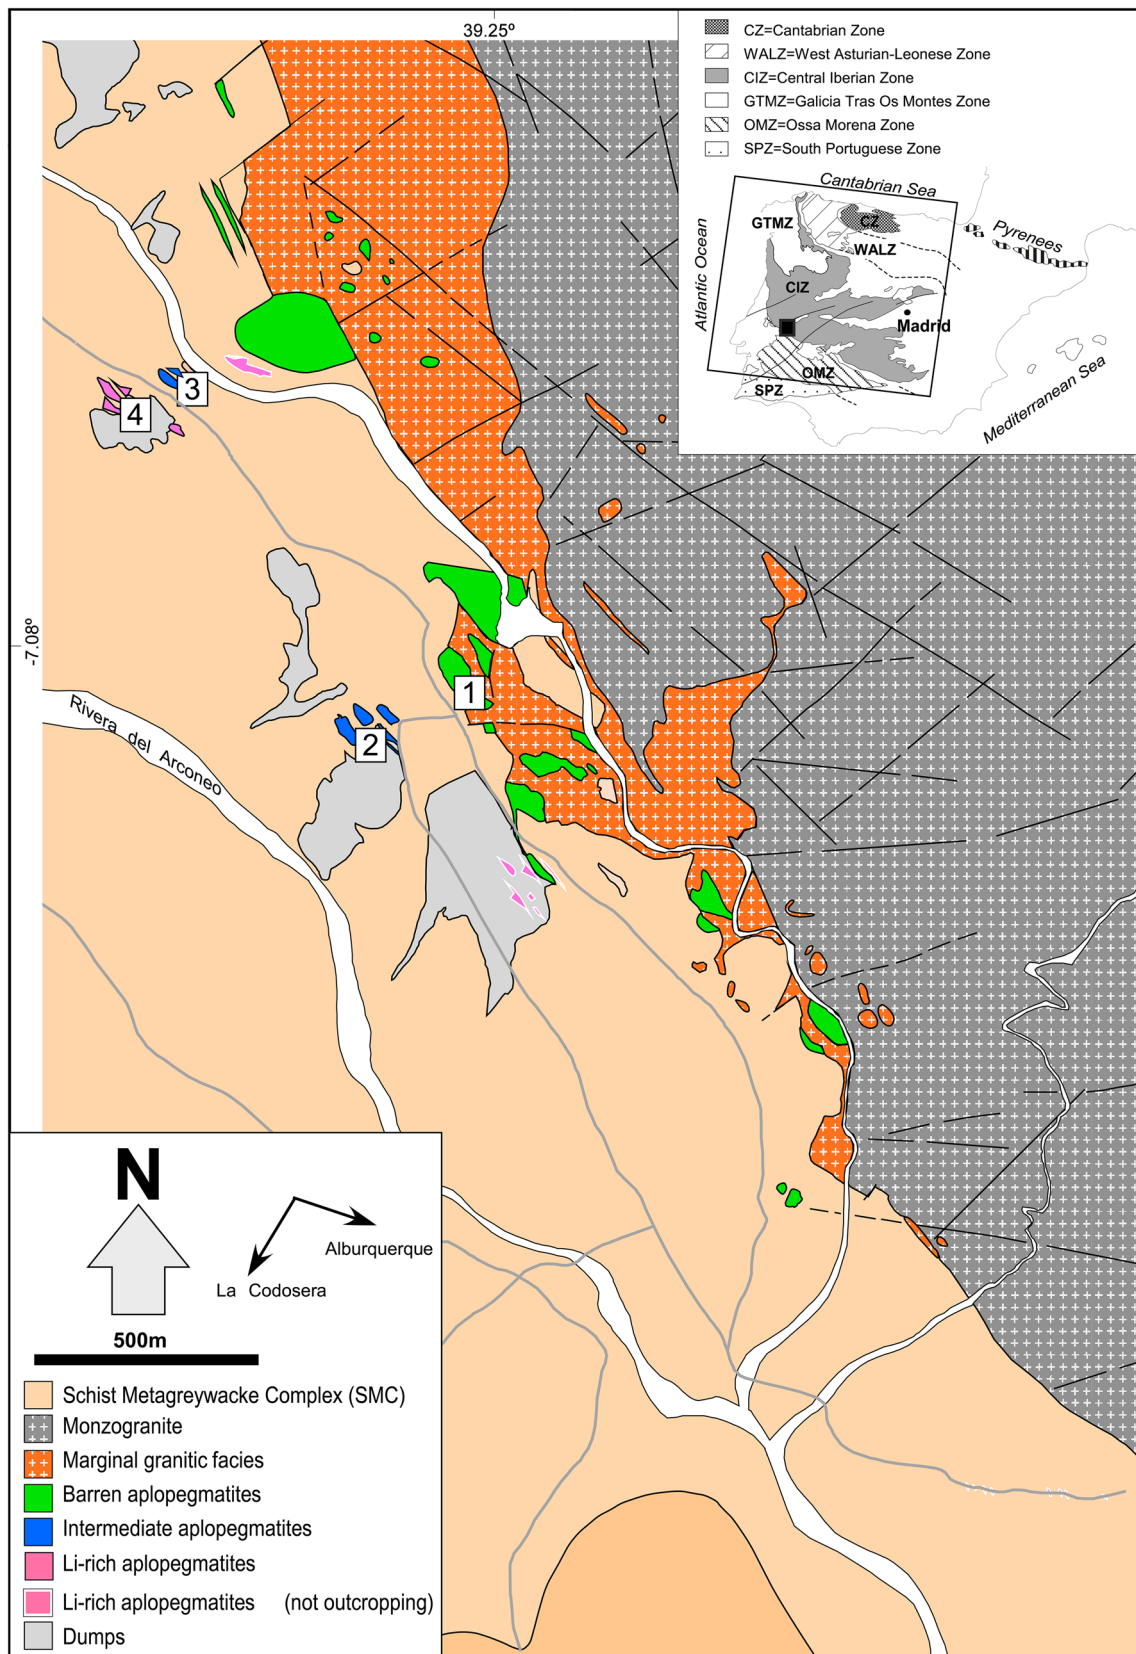 39.25º
CZ=Cantabrian Zone
WALZ=West Asturian-Leonese Zone
CIZ=Central Iberian Zone
GTMZ=Galicia Tras Os Montes Zone
OMZ=Ossa Morena Zone
SPZ=South Portuguese Zone
Cantabrian Sea
GTMZ
CZ
WALZ
Pyrenees
Atlantic Ocean
CIZ
Madrid
OMZ
SPZ
Mediterranean Sea
3
4
-7.08º
1
2
Rivera del Arconeo
N
Alburquerque
La Codosera
500m
Schist Metagreywacke Complex (SMC)
Monzogranite
Marginal granitic facies
Barren aplopegmatites
Intermediate aplopegmatites
Li-rich aplopegmatites
Li-rich aplopegmatites (not outcropping)
Dumps